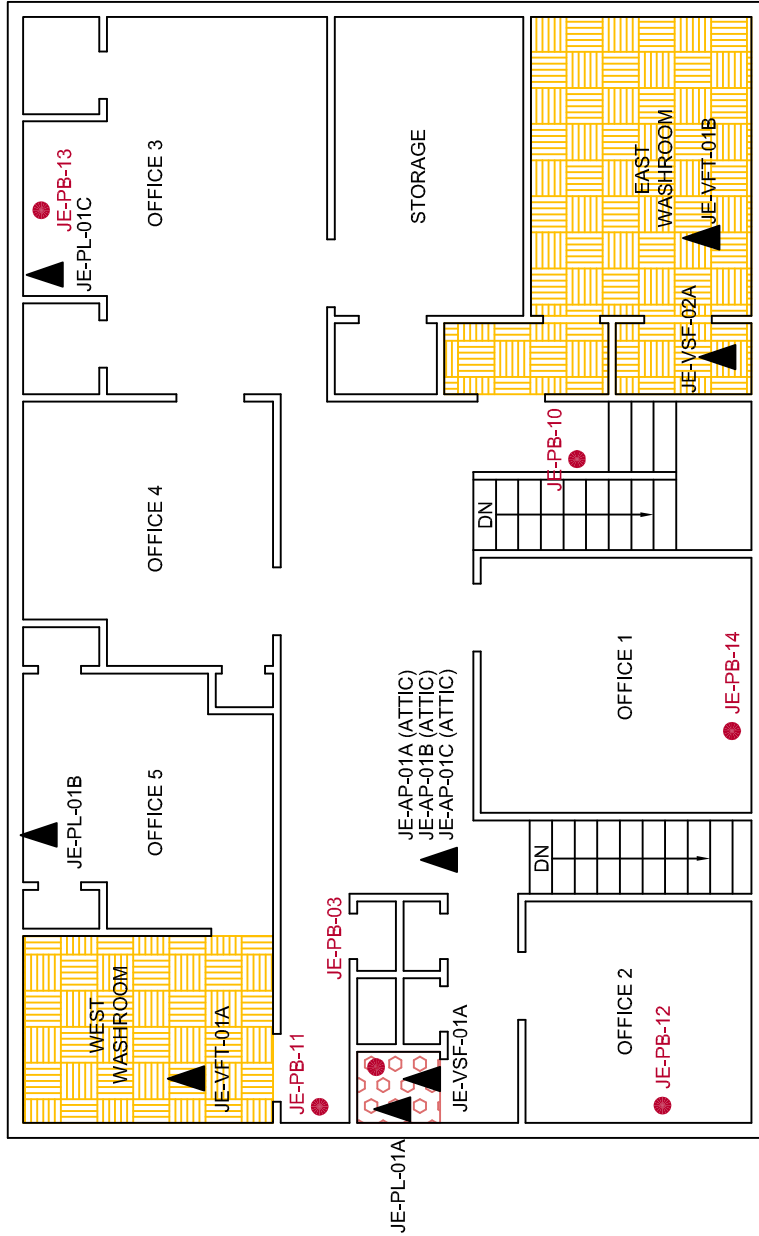 JE-PB-13
JE-PL-01C
OFFICE 3
STORAGE
EAST
WASHROOM
JE-VFT-01B
JE-VSF-02A
JE-PB-10
DN
OFFICE 4
OFFICE 5
JE-PL-01B
OFFICE 1
JE-PB-14
JE-AP-01A (ATTIC)
JE-AP-01B (ATTIC)
JE-AP-01C (ATTIC)
DN
JE-PB-03
WEST
WASHROOM
JE-VFT-01A
JE-PB-11
JE-VSF-01A
JE-PL-01A
OFFICE 2
JE-PB-12